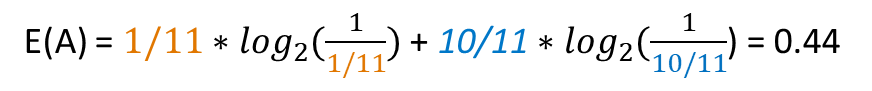 E(A) = 1/11 * log₂(1/(1/11)) + 10/11 * log₂(1/(10/11)) = 0.44